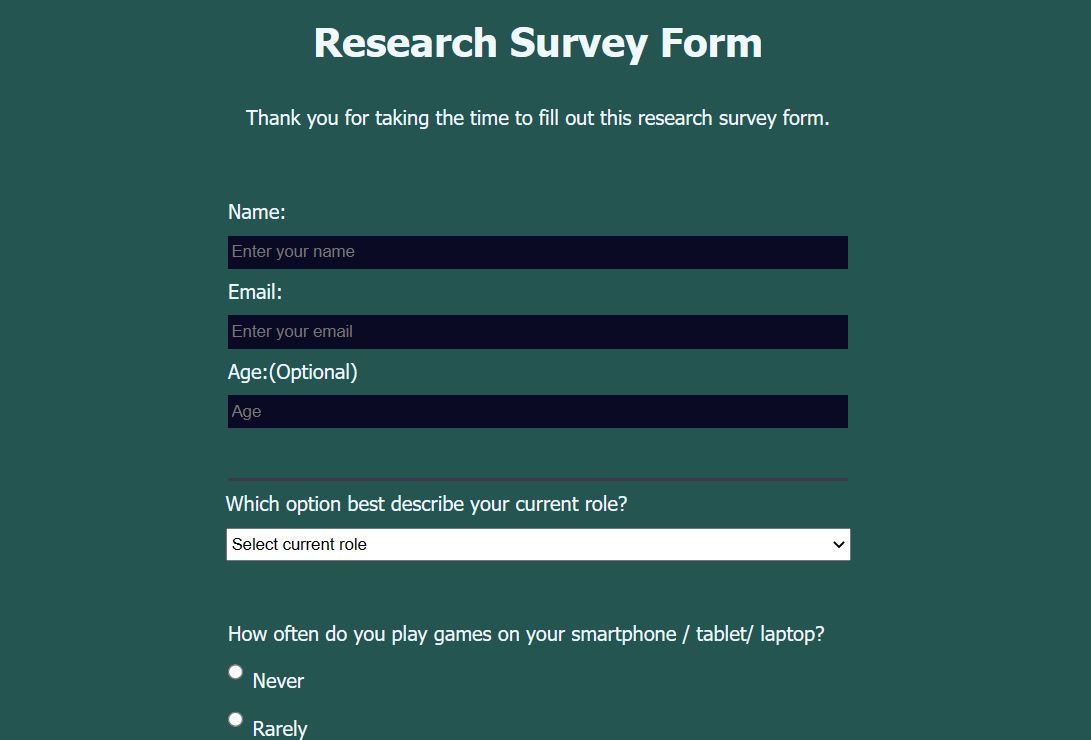 Research Survey Form
Thank you for taking the time to fill out this research survey form.
Name:
Enter your name
Email:
Enter your email
Age:(Optional)
Age
Which option best describe your current role?
Select current role
How often do you play games on your smartphone / tablet/ laptop?
Never
Rarely